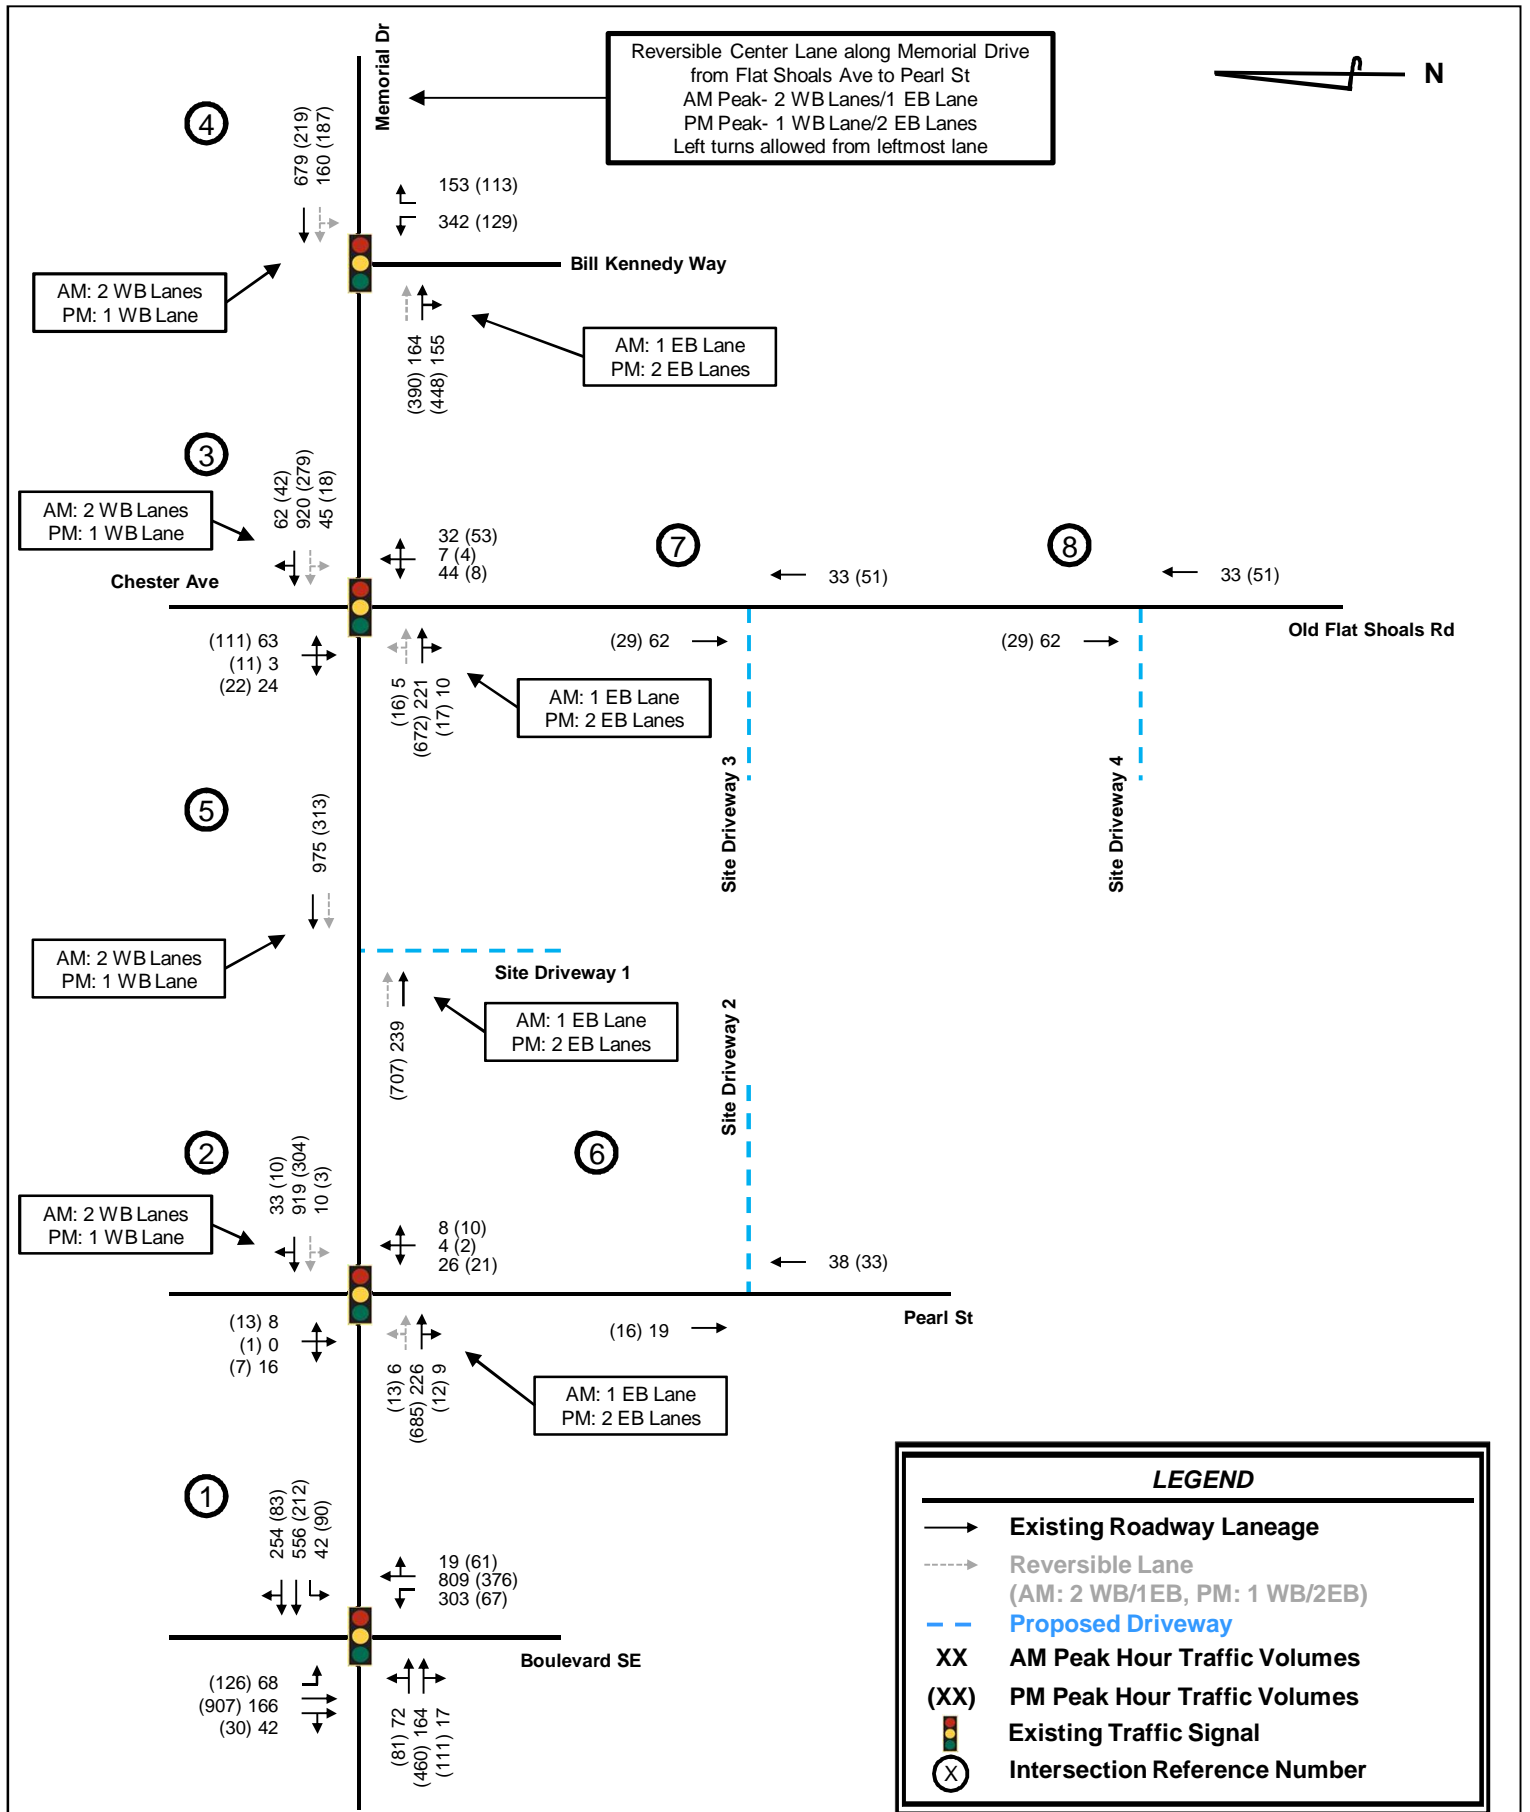 Memorial Dr
Reversible Center Lane along Memorial Drive
from Flat Shoals Ave to Pearl St
AM Peak- 2 WB Lanes/1 EB Lane
PM Peak- 1 WB Lane/2 EB Lanes
Left turns allowed from leftmost lane
N
4
679 (219)
160 (187)
153 (113)
342 (129)
Bill Kennedy Way
AM: 2 WB Lanes
PM: 1 WB Lane
(390) 164
(448) 155
AM: 1 EB Lane
PM: 2 EB Lanes
3
62 (42)
920 (279)
45 (18)
AM: 2 WB Lanes
PM: 1 WB Lane
32 (53)
7 (4)
44 (8)
7
33 (51)
8
33 (51)
Chester Ave
Old Flat Shoals Rd
(111) 63
(11) 3
(22) 24
(16) 5
(672) 221
(17) 10
AM: 1 EB Lane
PM: 2 EB Lanes
(29) 62
(29) 62
Site Driveway 3
Site Driveway 4
5
975 (313)
AM: 2 WB Lanes
PM: 1 WB Lane
Site Driveway 1
(707) 239
AM: 1 EB Lane
PM: 2 EB Lanes
Site Driveway 2
2
33 (10)
919 (304)
10 (3)
6
AM: 2 WB Lanes
PM: 1 WB Lane
8 (10)
4 (2)
26 (21)
38 (33)
Pearl St
(13) 8
(1) 0
(7) 16
(13) 6
(685) 226
(12) 9
(16) 19
AM: 1 EB Lane
PM: 2 EB Lanes
1
254 (83)
556 (212)
42 (90)
19 (61)
809 (376)
303 (67)
Boulevard SE
(126) 68
(907) 166
(30) 42
(81) 72
(460) 164
(111) 17
LEGEND
Existing Roadway Laneage
Reversible Lane
(AM: 2 WB/1EB, PM: 1 WB/2EB)
Proposed Driveway
XX AM Peak Hour Traffic Volumes
(XX) PM Peak Hour Traffic Volumes
Existing Traffic Signal
X Intersection Reference Number